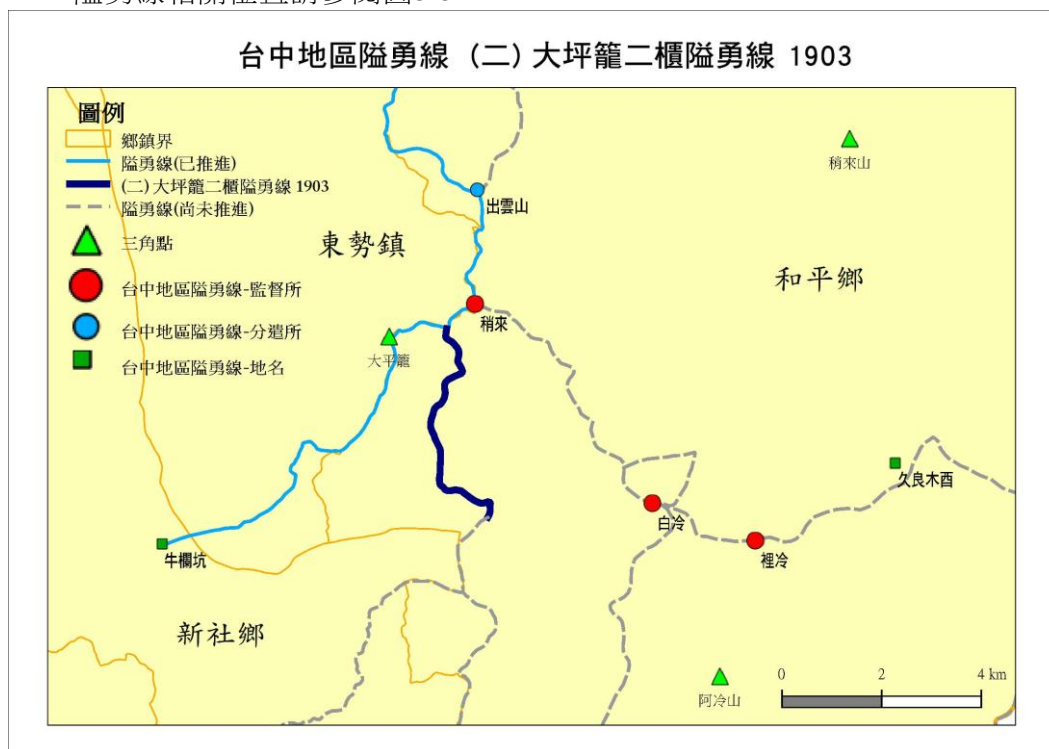 台中地區隘勇線 (二) 大坪籠二櫃隘勇線 1903
圖例
鄉鎮界
隘勇線(已推進)
(二) 大坪籠二櫃隘勇線 1903
隘勇線(尚未推進)
三角點
台中地區隘勇線-監督所
台中地區隘勇線-分遣所
台中地區隘勇線-地名
稍來山
出雲山
東勢鎮
和平鄉
稍來
大平籠
久良木酉
白冷
裡冷
牛欄坑
新社鄉
阿冷山
0 2 4 km